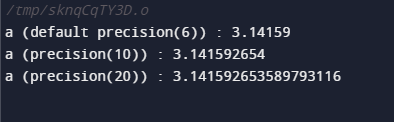 /tmp/sknqCqTY3D.o
a (default precision(6)) : 3.14159
a (precision(10)) : 3.141592654
a (precision(20)) : 3.141592653589793116